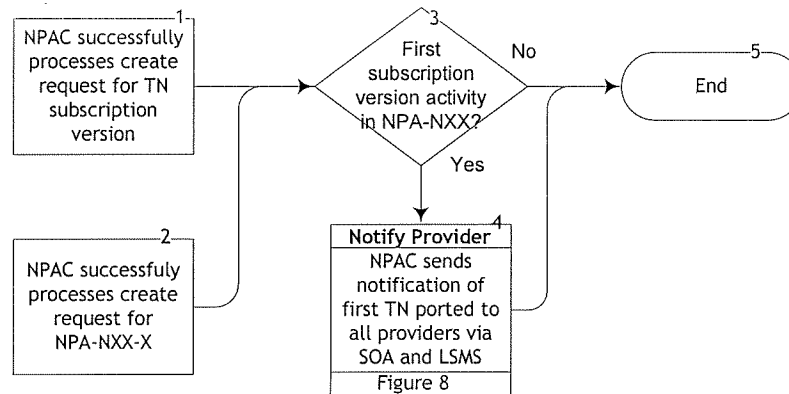 1
NPAC successfully
processes create
request for TN
subscription
version
2
NPAC successfuly
processes create
request for
NPA-NXX-X
3
First
subscription
version activity
in NPA-NXX?
No
Yes
4
Notify Provider
NPAC sends
notification of
first TN ported to
all providers via
SOA and LSMS
Figure 8
5
End